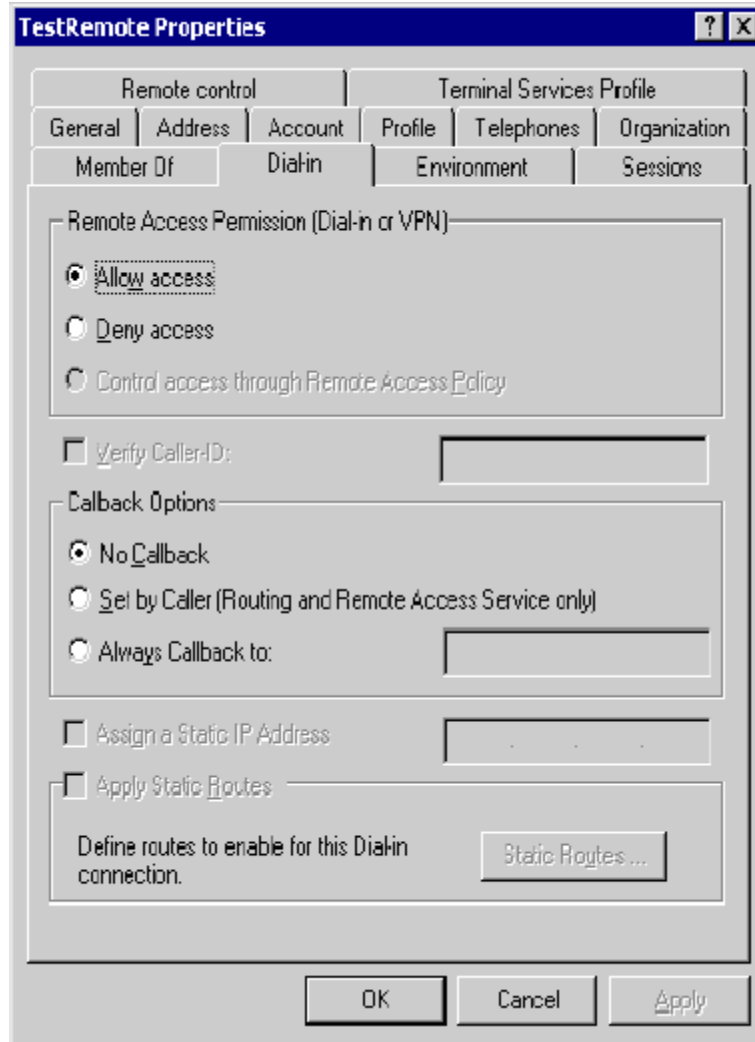 TestRemote Properties
Remote control Terminal Services Profile
General Address Account Profile Telephones Organization
Member Of Dial-in Environment Sessions
Remote Access Permission (Dial-in or VPN)
Allow access
Deny access
Control access through Remote Access Policy
Verify Caller-ID:
Callback Options
No Callback
Set by Caller (Routing and Remote Access Service only)
Always Callback to:
Assign a Static IP Address
Apply Static Routes
Define routes to enable for this Dial-in
connection.
Static Routes ...
OK Cancel Apply